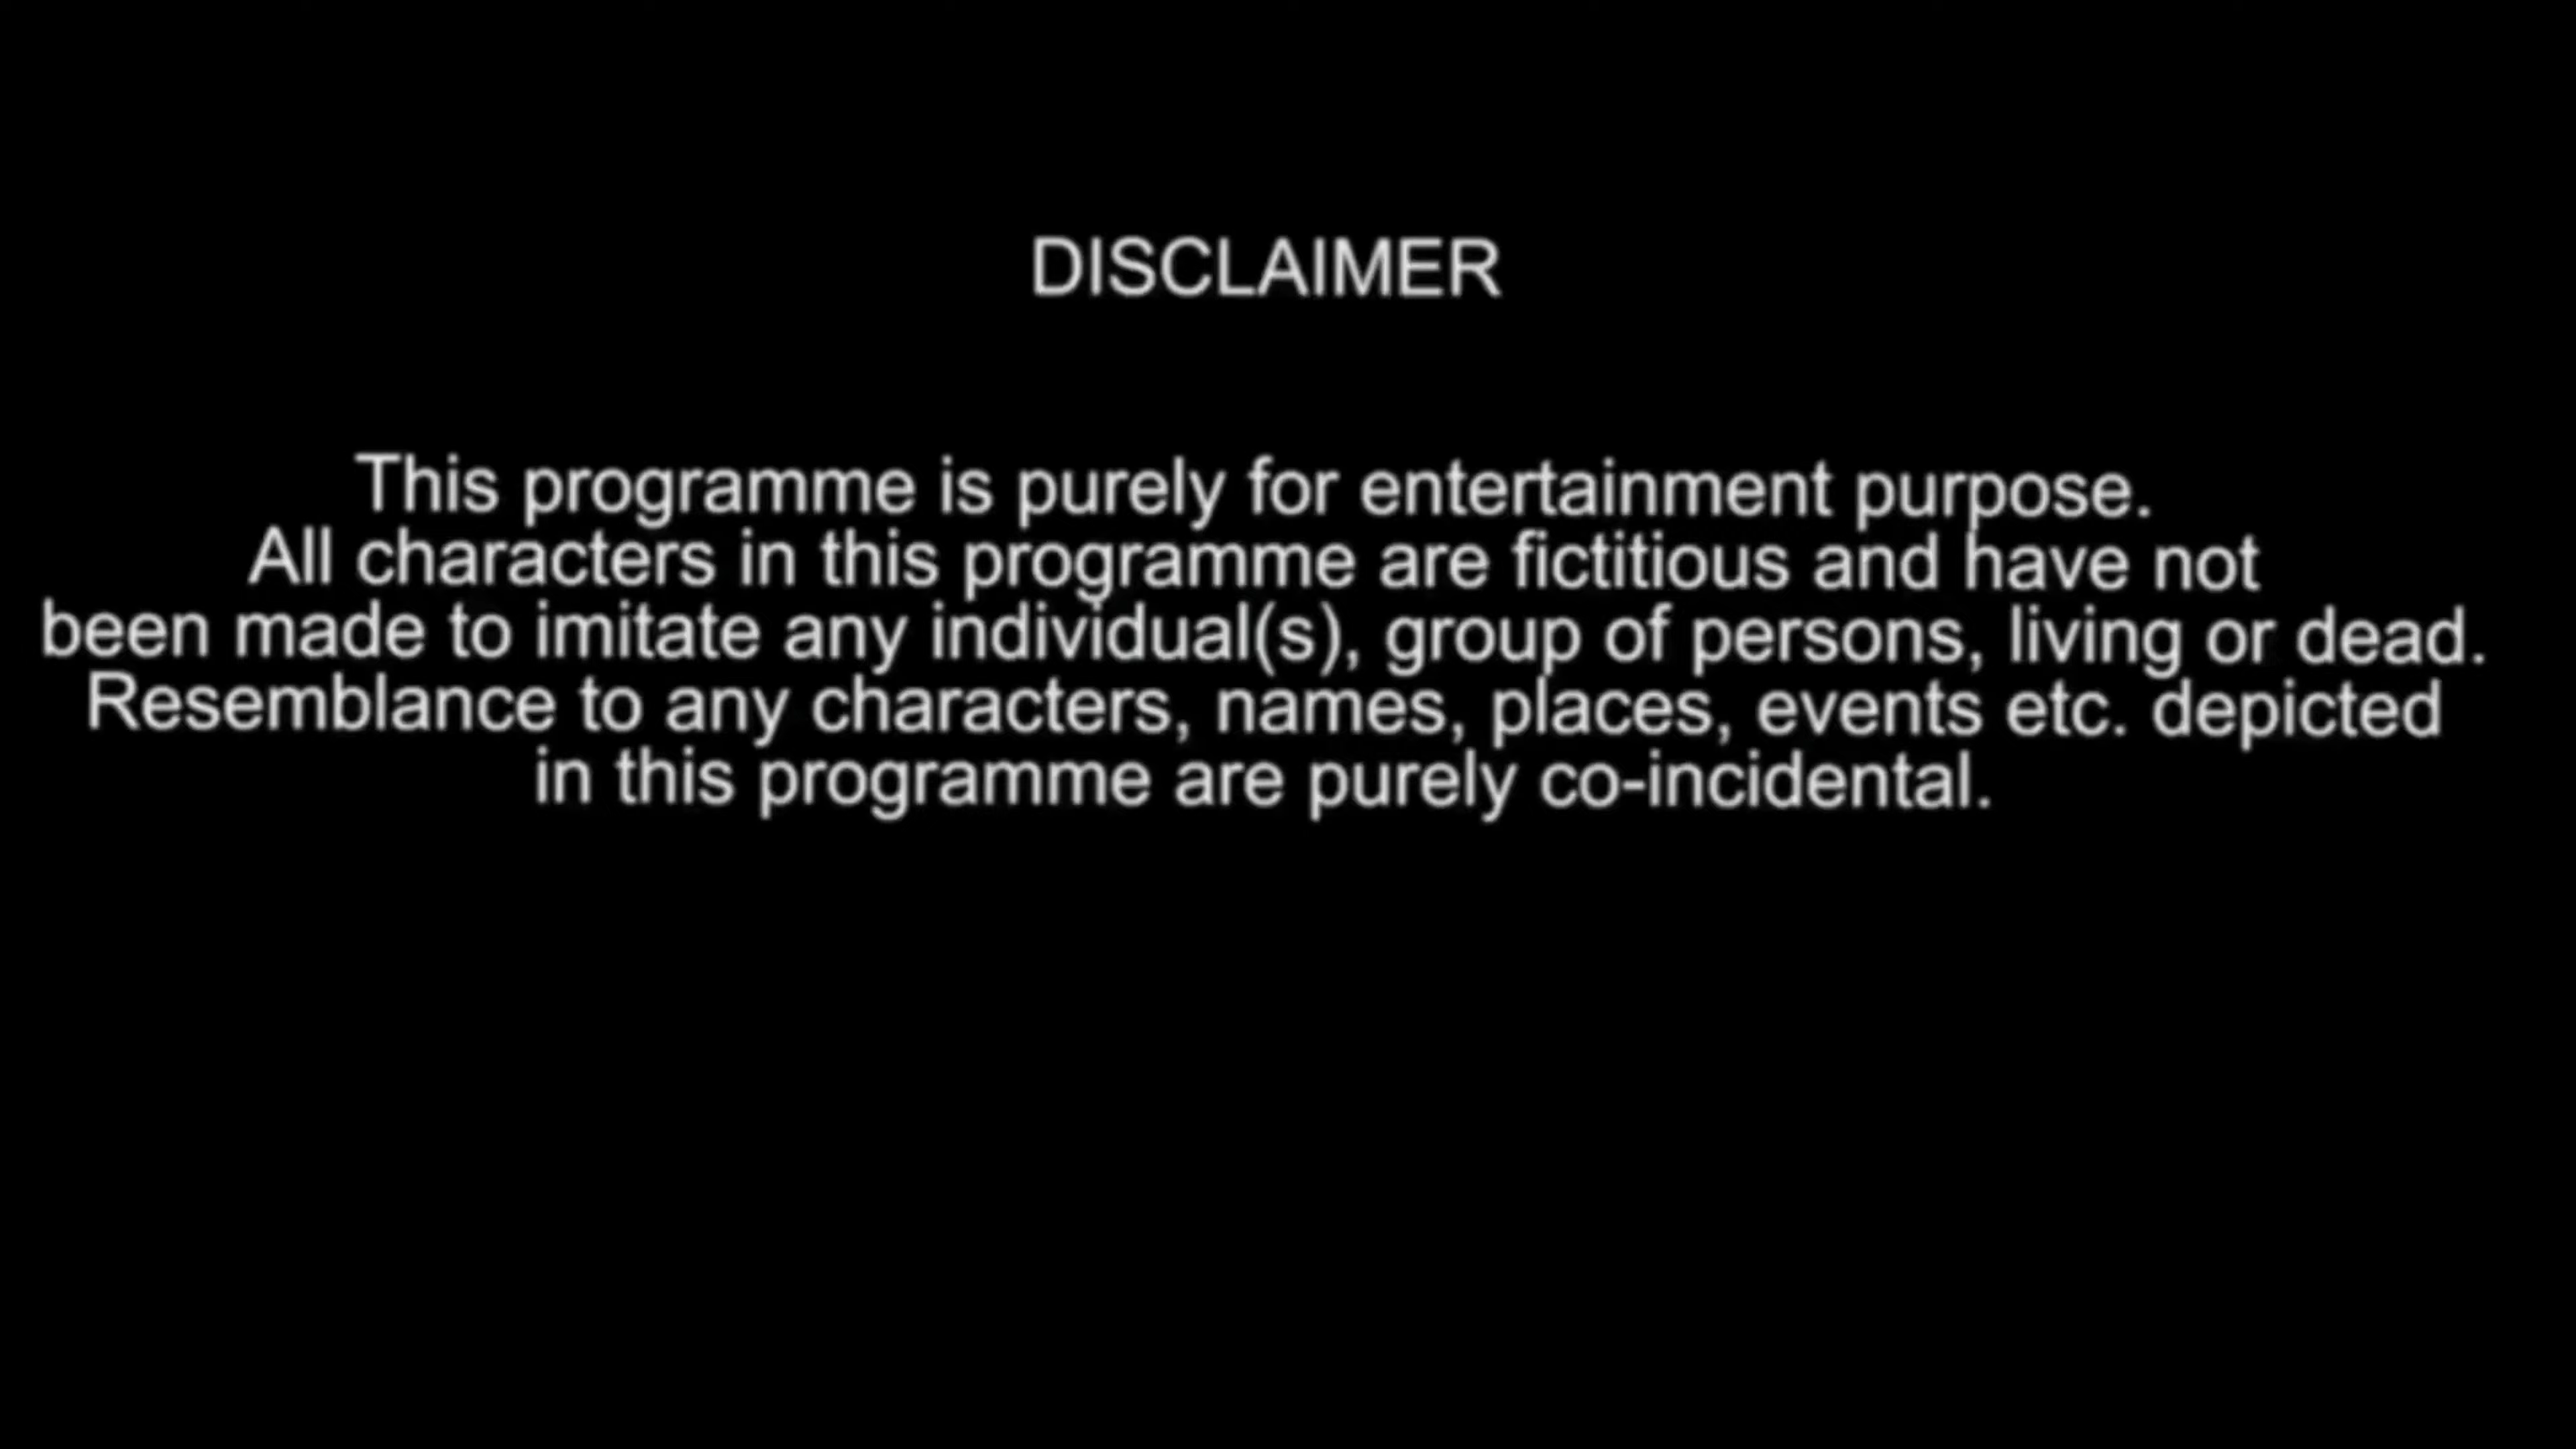 DISCLAIMER
This programme is purely for entertainment purpose.
All characters in this programme are fictitious and have not
been made to imitate any individual(s), group of persons, living or dead.
Resemblance to any characters, names, places, events etc. depicted
in this programme are purely co-incidental.